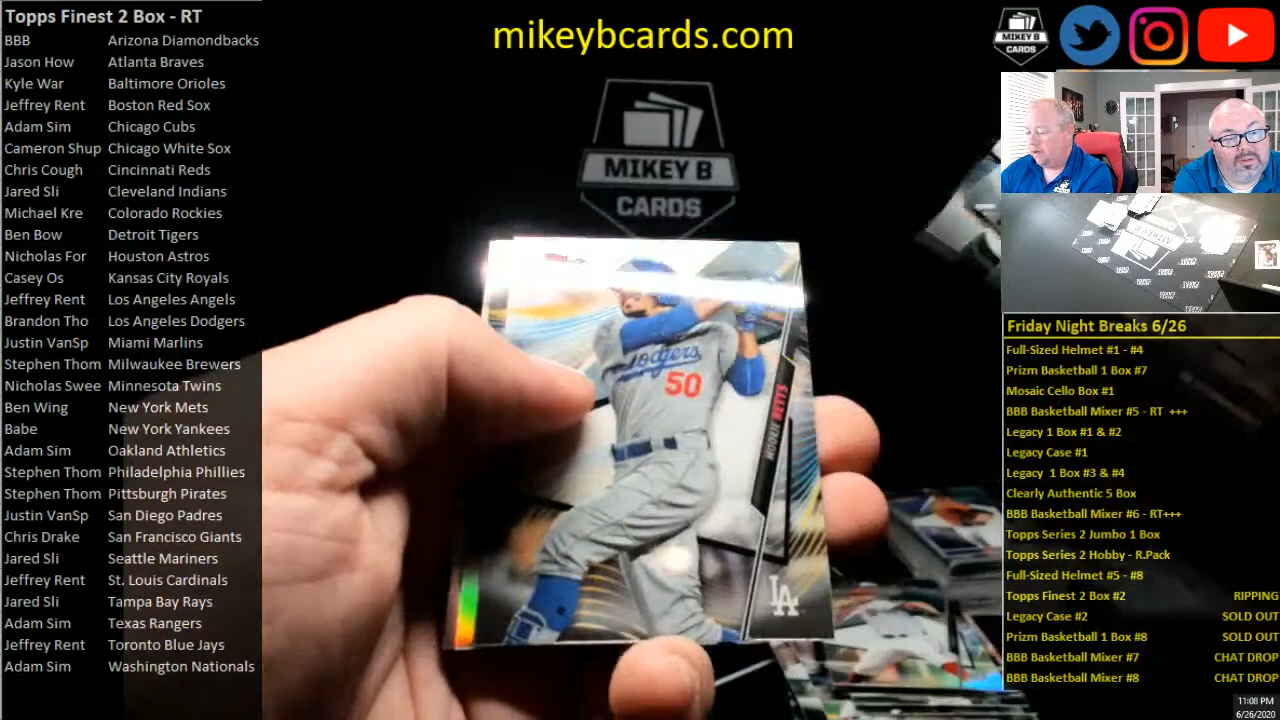 Topps Finest 2 Box - RT
BBB Arizona Diamondbacks
Jason How Atlanta Braves
Kyle War Baltimore Orioles
Jeffrey Rent Boston Red Sox
Adam Sim Chicago Cubs
Cameron Shup Chicago White Sox
Chris Cough Cincinnati Reds
Jared Sli Cleveland Indians
Michael Kre Colorado Rockies
Ben Bow Detroit Tigers
Nicholas For Houston Astros
Casey Os Kansas City Royals
Jeffrey Rent Los Angeles Angels
Brandon Tho Los Angeles Dodgers
Justin VanSp Miami Marlins
Stephen Thom Milwaukee Brewers
Nicholas Swee Minnesota Twins
Ben Wing New York Mets
Babe New York Yankees
Adam Sim Oakland Athletics
Stephen Thom Philadelphia Phillies
Stephen Thom Pittsburgh Pirates
Justin VanSp San Diego Padres
Chris Drake San Francisco Giants
Jared Sli Seattle Mariners
Jeffrey Rent St. Louis Cardinals
Jared Sli Tampa Bay Rays
Adam Sim Texas Rangers
Jeffrey Rent Toronto Blue Jays
Adam Sim Washington Nationals
mikeybcards.com
MIKEY B
CARDS
Dodgers
50
MOOKIE BETTS
LA
MIKEY B
CARDS
MIKEY B
CARDS
Friday Night Breaks 6/26
Full-Sized Helmet #1 - #4
Prizm Basketball 1 Box #7
Mosaic Cello Box #1
BBB Basketball Mixer #5 - RT +++
Legacy 1 Box #1 & #2
Legacy Case #1
Legacy 1 Box #3 & #4
Clearly Authentic 5 Box
BBB Basketball Mixer #6 - RT+++
Topps Series 2 Jumbo 1 Box
Topps Series 2 Hobby - R.Pack
Full-Sized Helmet #5 - #8
Topps Finest 2 Box #2 RIPPING
Legacy Case #2 SOLD OUT
Prizm Basketball 1 Box #8 SOLD OUT
BBB Basketball Mixer #7 CHAT DROP
BBB Basketball Mixer #8 CHAT DROP
11:08 PM
6/26/2020